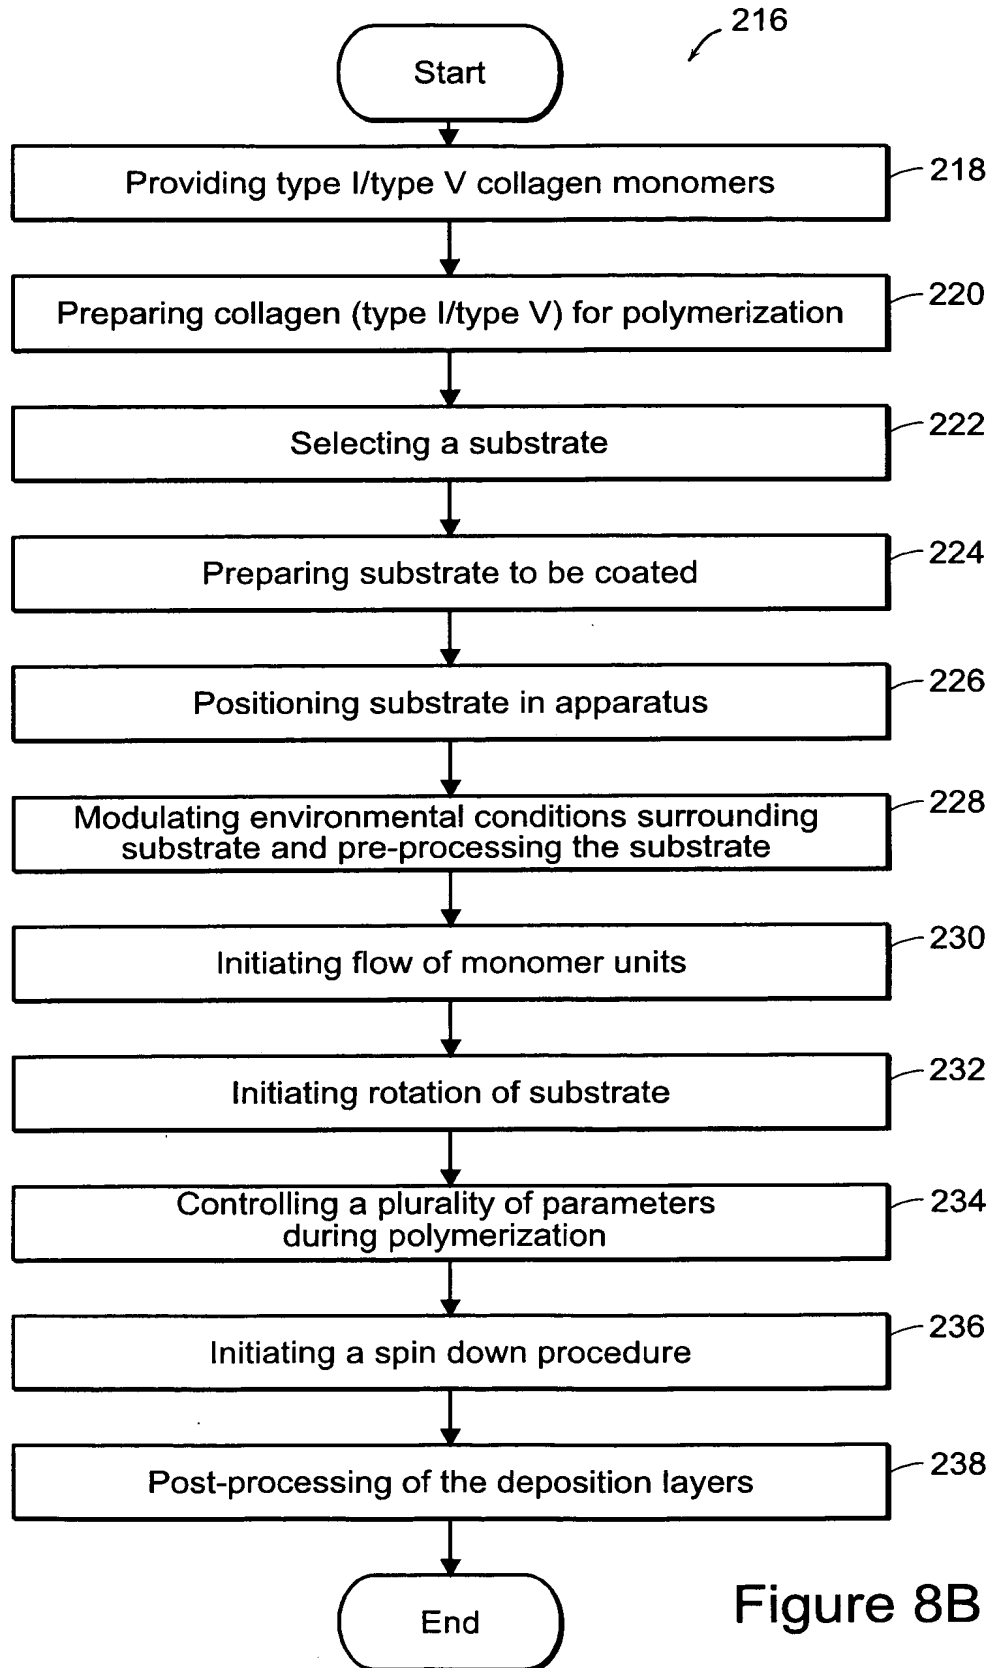 216
Start
Providing type I/type V collagen monomers
218
Preparing collagen (type I/type V) for polymerization
220
Selecting a substrate
222
Preparing substrate to be coated
224
Positioning substrate in apparatus
226
Modulating environmental conditions surrounding
substrate and pre-processing the substrate
228
Initiating flow of monomer units
230
Initiating rotation of substrate
232
Controlling a plurality of parameters
during polymerization
234
Initiating a spin down procedure
236
Post-processing of the deposition layers
238
End
Figure 8B